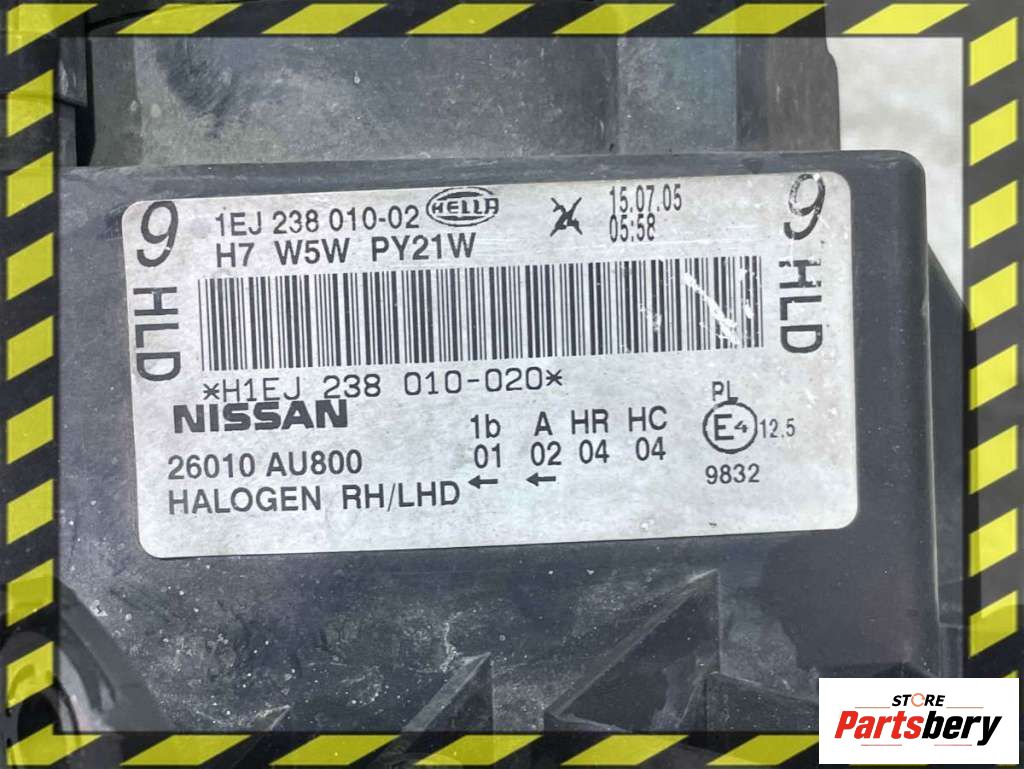 9 HLD
1EJ 238 010-02 HELLA
24
15.07.05
05:58
H7 W5W PY21W
9 HLD
*H1EJ 238 010-020*
NISSAN
26010 AU800
HALOGEN RH/LHD
1b A HR HC
01 02 04 04
← ←
PL
E4 12.5
9832
STORE
Partsbery